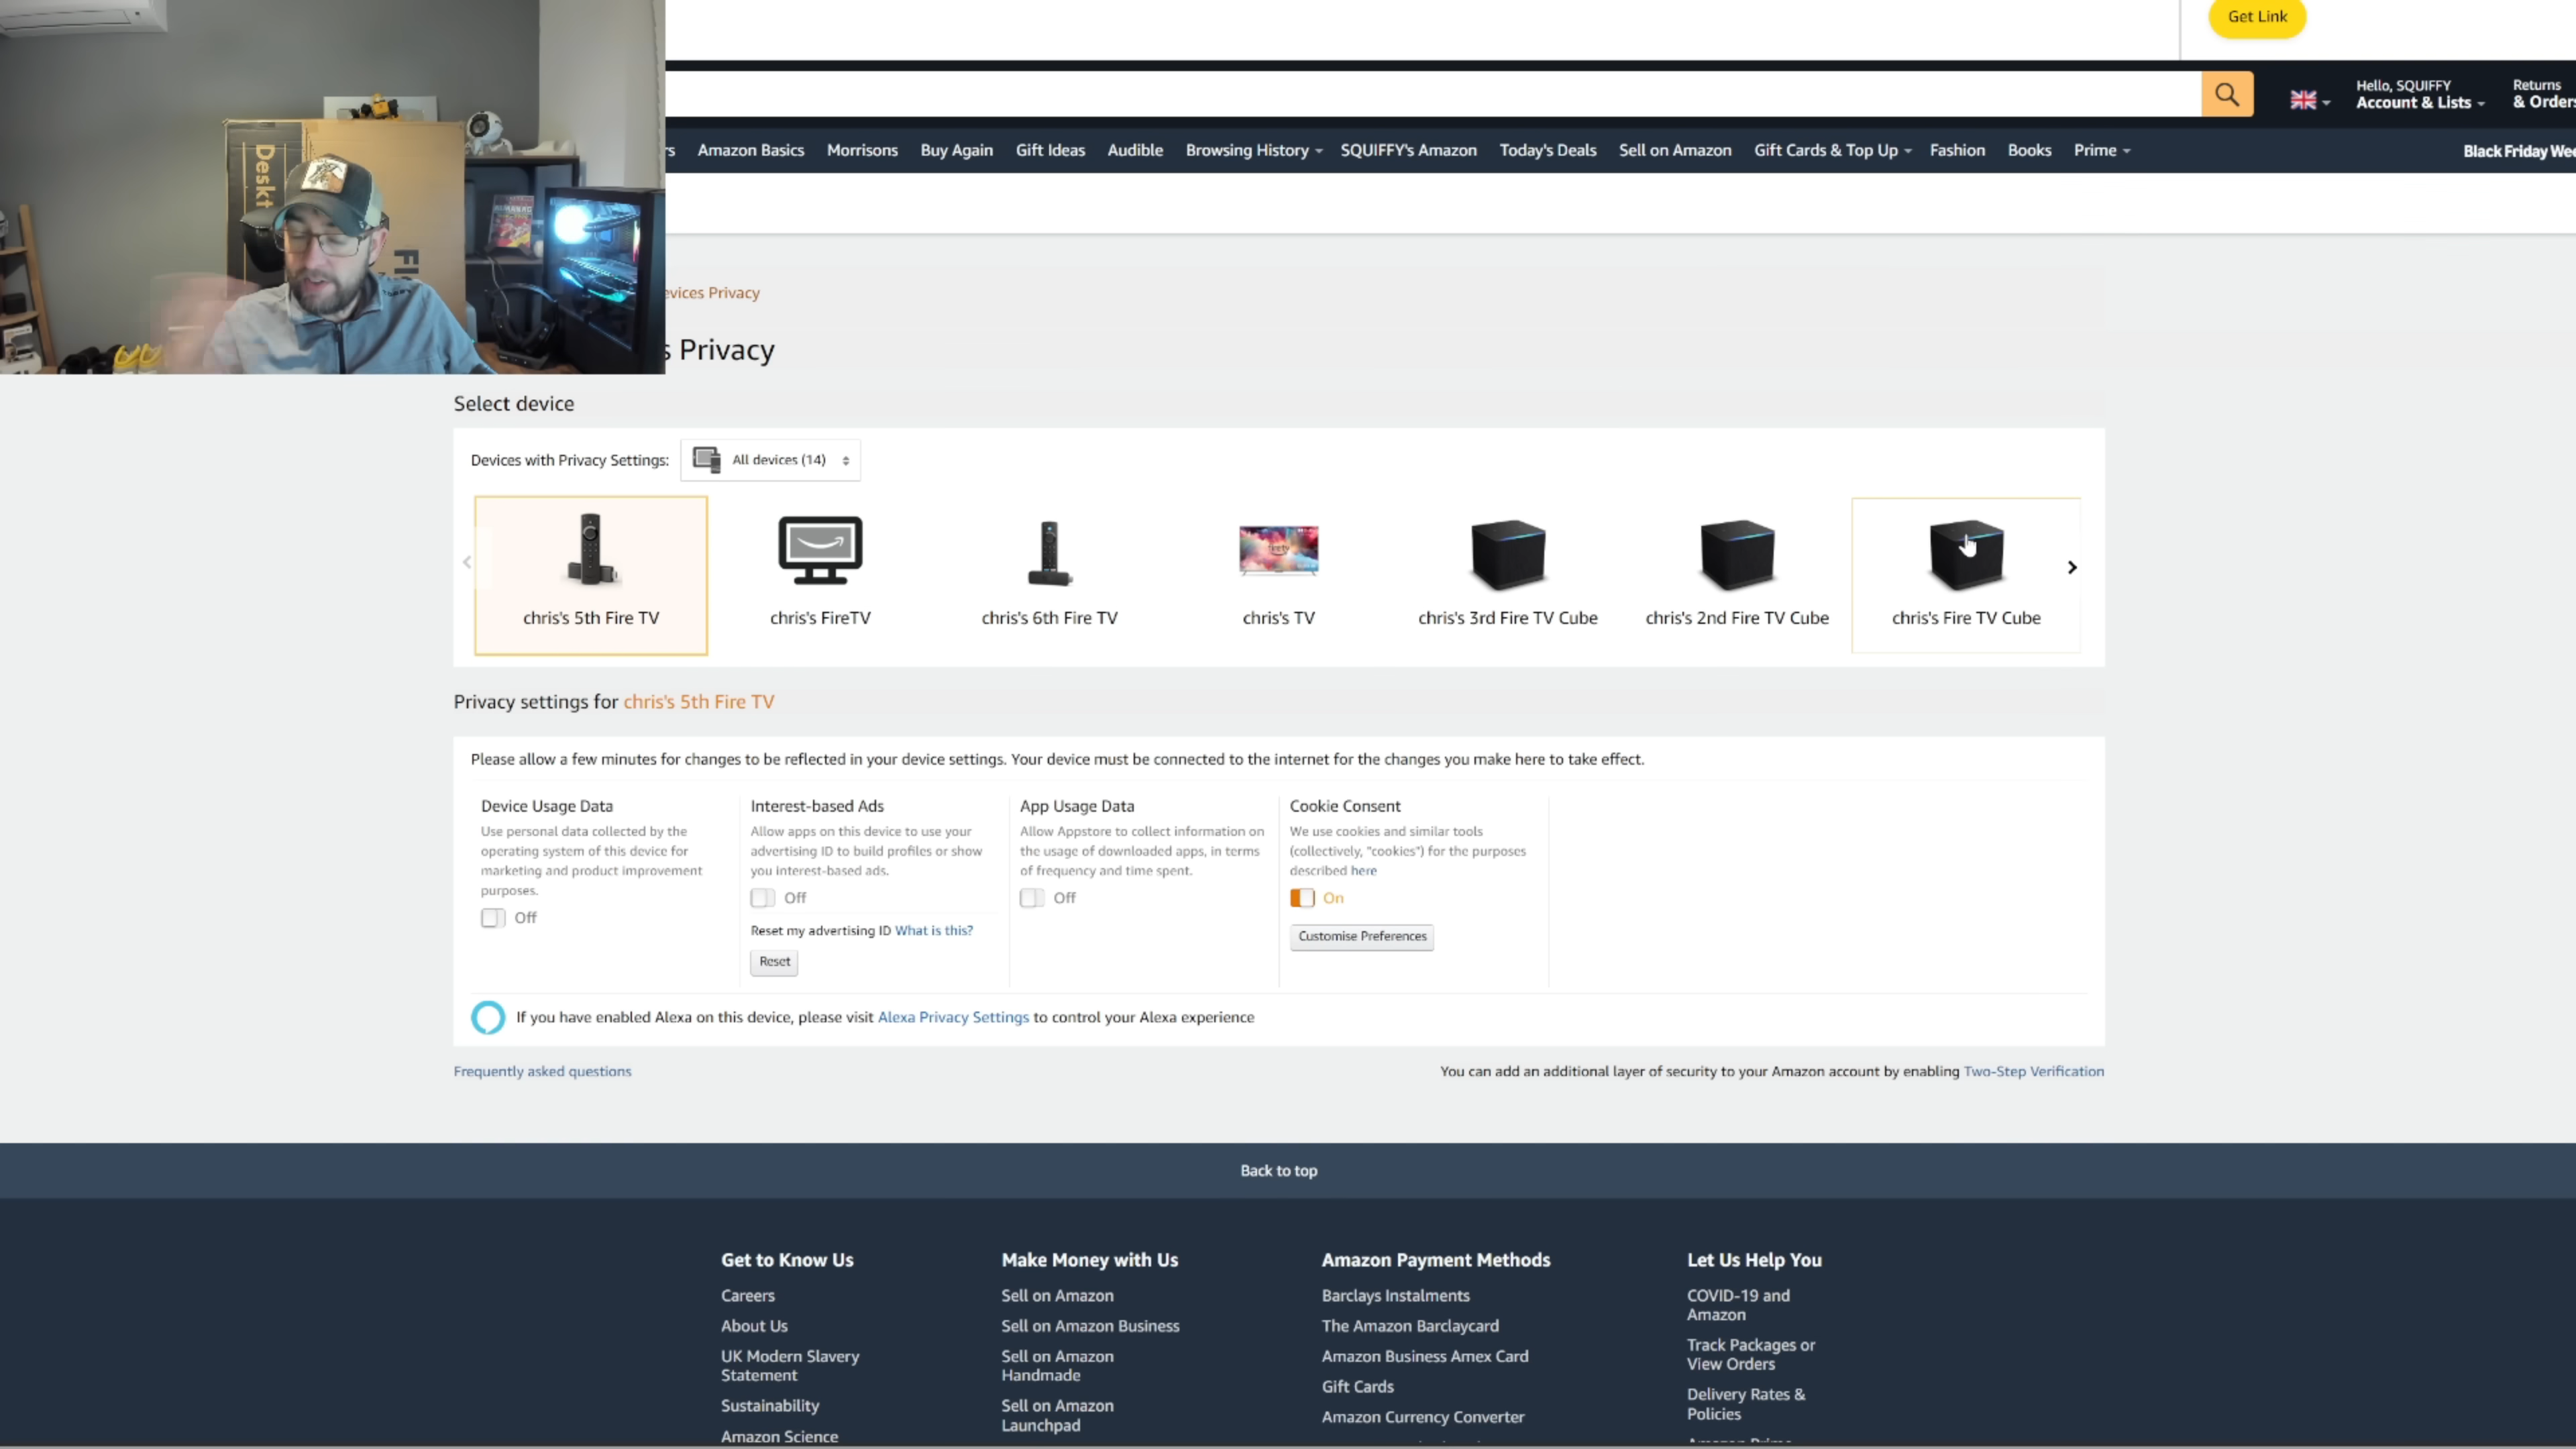 Get Link
Hello, SQUIFFY
Account & Lists
Returns
& Orders
Amazon Basics
Morrisons
Buy Again
Gift Ideas
Audible
Browsing History
SQUIFFY's Amazon
Today's Deals
Sell on Amazon
Gift Cards & Top Up
Fashion
Books
Prime
Black Friday Wee
Deskt
evices Privacy
s Privacy
Select device
Devices with Privacy Settings:
All devices (14)
chris's 5th Fire TV
chris's FireTV
chris's 6th Fire TV
chris's TV
chris's 3rd Fire TV Cube
chris's 2nd Fire TV Cube
chris's Fire TV Cube
Privacy settings for chris's 5th Fire TV
Please allow a few minutes for changes to be reflected in your device settings. Your device must be connected to the internet for the changes you make here to take effect.
Device Usage Data
Use personal data collected by the
operating system of this device for
marketing and product improvement
purposes.
Off
Interest-based Ads
Allow apps on this device to use your
advertising ID to build profiles or show
you interest-based ads.
Off
Reset my advertising ID What is this?
Reset
App Usage Data
Allow Appstore to collect information on
the usage of downloaded apps, in terms
of frequency and time spent.
Off
Cookie Consent
We use cookies and similar tools
(collectively, "cookies") for the purposes
described here
On
Customise Preferences
If you have enabled Alexa on this device, please visit Alexa Privacy Settings to control your Alexa experience
Frequently asked questions
You can add an additional layer of security to your Amazon account by enabling Two-Step Verification
Back to top
Get to Know Us
Careers
About Us
UK Modern Slavery
Statement
Sustainability
Amazon Science
Make Money with Us
Sell on Amazon
Sell on Amazon Business
Sell on Amazon
Handmade
Sell on Amazon
Launchpad
Amazon Payment Methods
Barclays Instalments
The Amazon Barclaycard
Amazon Business Amex Card
Gift Cards
Amazon Currency Converter
Let Us Help You
COVID-19 and
Amazon
Track Packages or
View Orders
Delivery Rates &
Policies